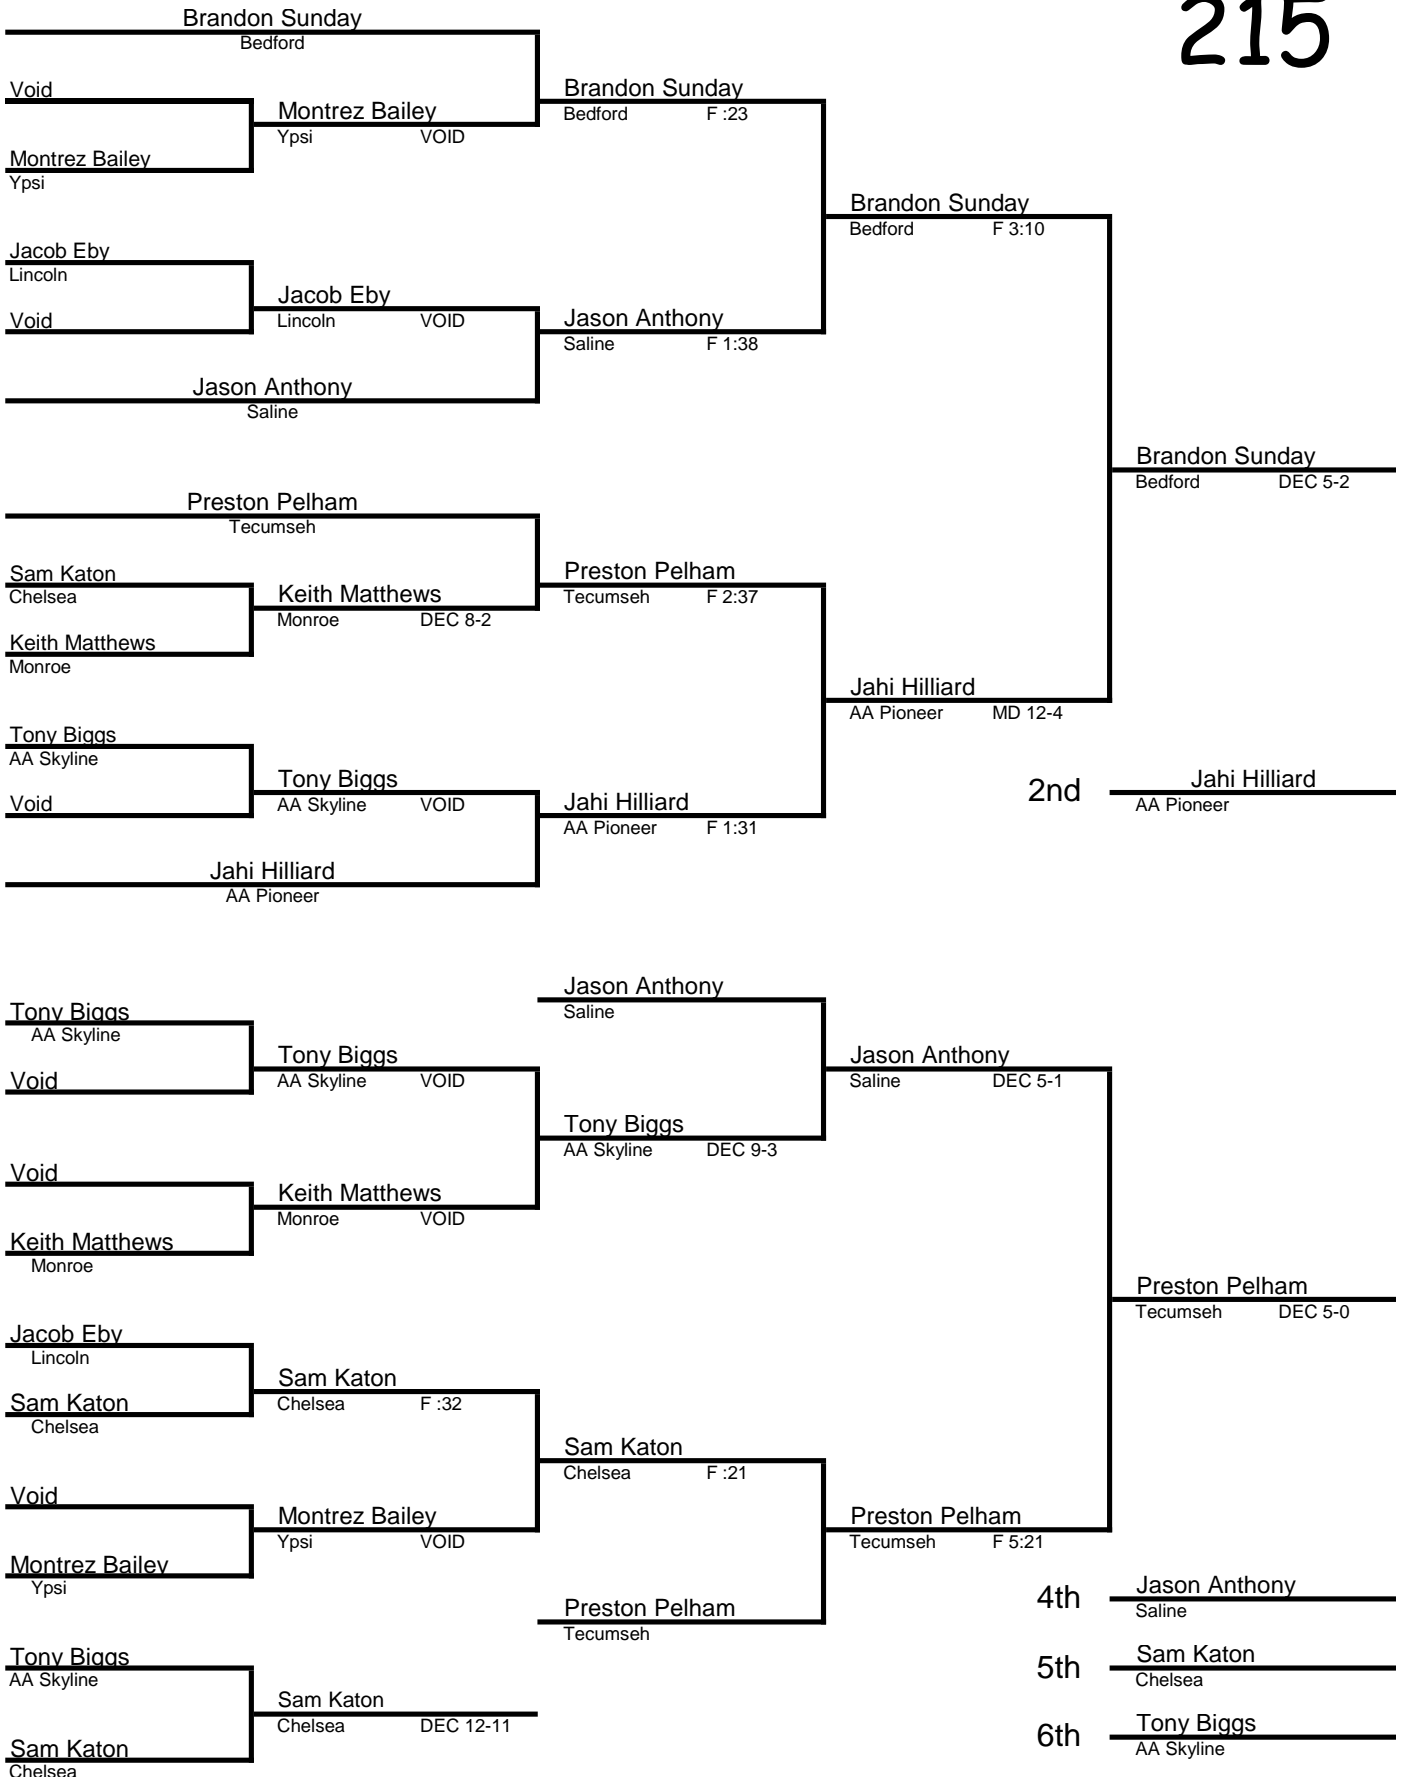 215
Brandon Sunday
Bedford
Void
Montrez Bailey
Ypsi VOID
Montrez Bailey
Ypsi
Brandon Sunday
Bedford F :23
Jacob Eby
Lincoln
Jacob Eby
Lincoln VOID
Void
Jason Anthony
Saline F 1:38
Jason Anthony
Saline
Brandon Sunday
Bedford F 3:10
Brandon Sunday
Bedford DEC 5-2
Preston Pelham
Tecumseh
Sam Katon
Chelsea
Keith Matthews
Monroe DEC 8-2
Keith Matthews
Monroe
Preston Pelham
Tecumseh F 2:37
Tony Biggs
AA Skyline
Tony Biggs
AA Skyline VOID
Void
Jahi Hilliard
AA Pioneer F 1:31
Jahi Hilliard
AA Pioneer
Jahi Hilliard
AA Pioneer MD 12-4
2nd Jahi Hilliard
AA Pioneer
Jason Anthony
Saline
Tony Biggs
AA Skyline
Tony Biggs
AA Skyline VOID
Void
Jason Anthony
Saline DEC 5-1
Tony Biggs
AA Skyline DEC 9-3
Void
Keith Matthews
Monroe VOID
Keith Matthews
Monroe
Preston Pelham
Tecumseh DEC 5-0
Jacob Eby
Lincoln
Sam Katon
Chelsea F :32
Sam Katon
Chelsea
Sam Katon
Chelsea F :21
Void
Montrez Bailey
Ypsi VOID
Montrez Bailey
Ypsi
Preston Pelham
Tecumseh F 5:21
Preston Pelham
Tecumseh
4th Jason Anthony
Saline
Tony Biggs
AA Skyline
Sam Katon
Chelsea DEC 12-11
Sam Katon
Chelsea
5th Sam Katon
Chelsea
6th Tony Biggs
AA Skyline